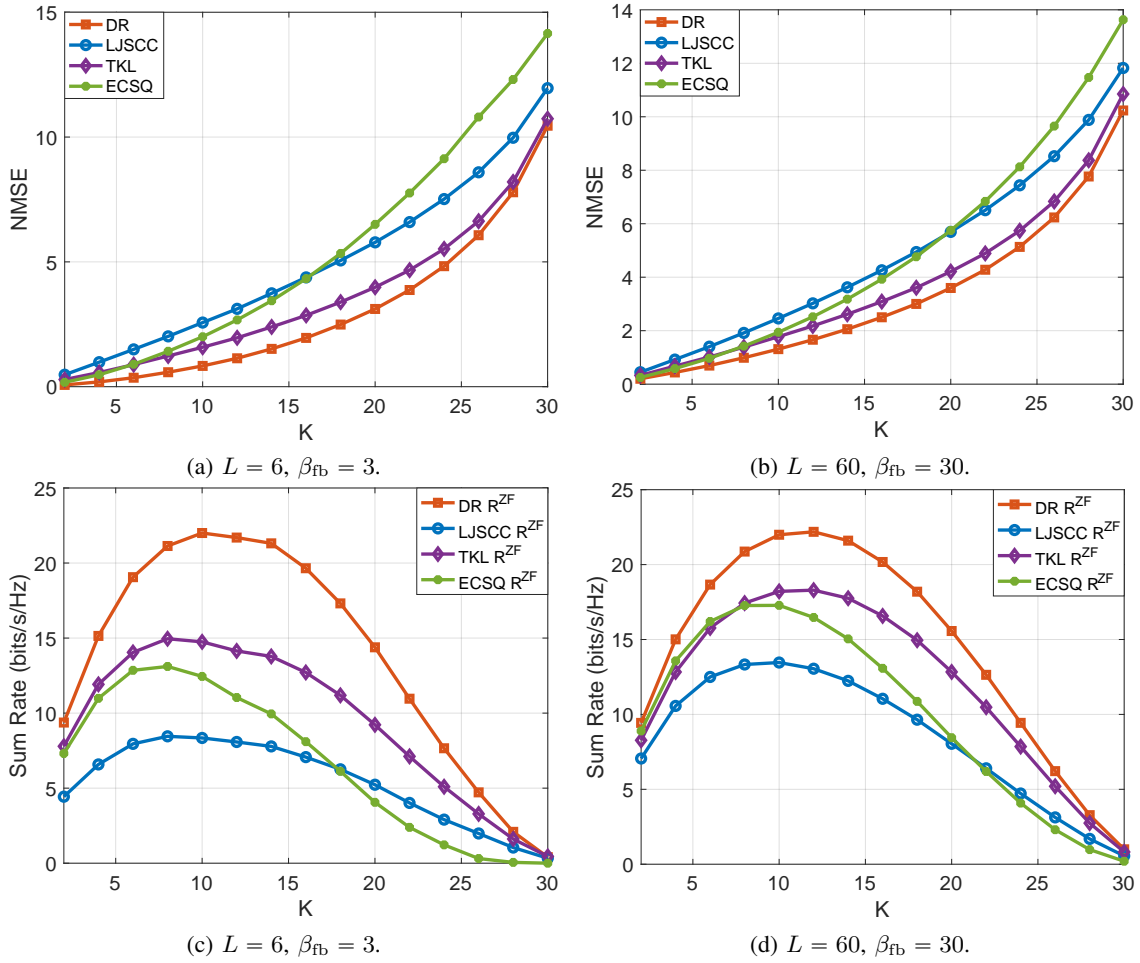 15
10
5
0
NMSE
DR
LJSCC
TKL
ECSQ
5 10 15 20 25 30
K
(a) L = 6, βfb = 3.
14
12
10
8
6
4
2
0
NMSE
DR
LJSCC
TKL
ECSQ
5 10 15 20 25 30
K
(b) L = 60, βfb = 30.
25
20
15
10
5
0
Sum Rate (bits/s/Hz)
DR R^ZF
LJSCC R^ZF
TKL R^ZF
ECSQ R^ZF
5 10 15 20 25 30
K
(c) L = 6, βfb = 3.
25
20
15
10
5
0
Sum Rate (bits/s/Hz)
DR R^ZF
LJSCC R^ZF
TKL R^ZF
ECSQ R^ZF
5 10 15 20 25 30
K
(d) L = 60, βfb = 30.